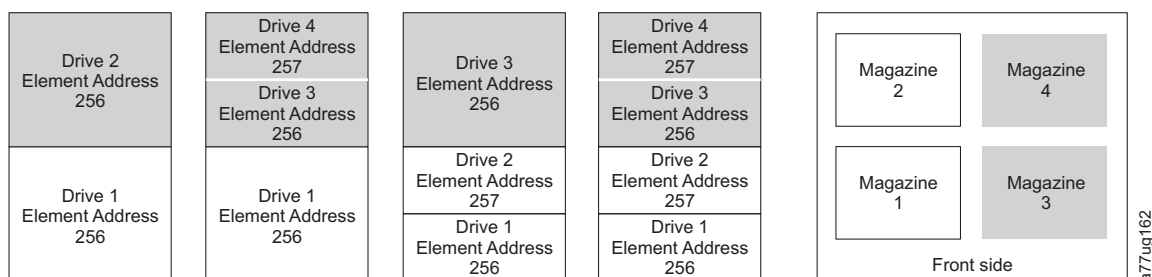 Drive 2
Element Address
256
Drive 1
Element Address
256
Drive 4
Element Address
257
Drive 3
Element Address
256
Drive 1
Element Address
256
Drive 3
Element Address
256
Drive 2
Element Address
257
Drive 1
Element Address
256
Drive 4
Element Address
257
Drive 3
Element Address
256
Drive 2
Element Address
257
Drive 1
Element Address
256
Magazine
2
Magazine
4
Magazine
1
Magazine
3
Front side
a77ug162